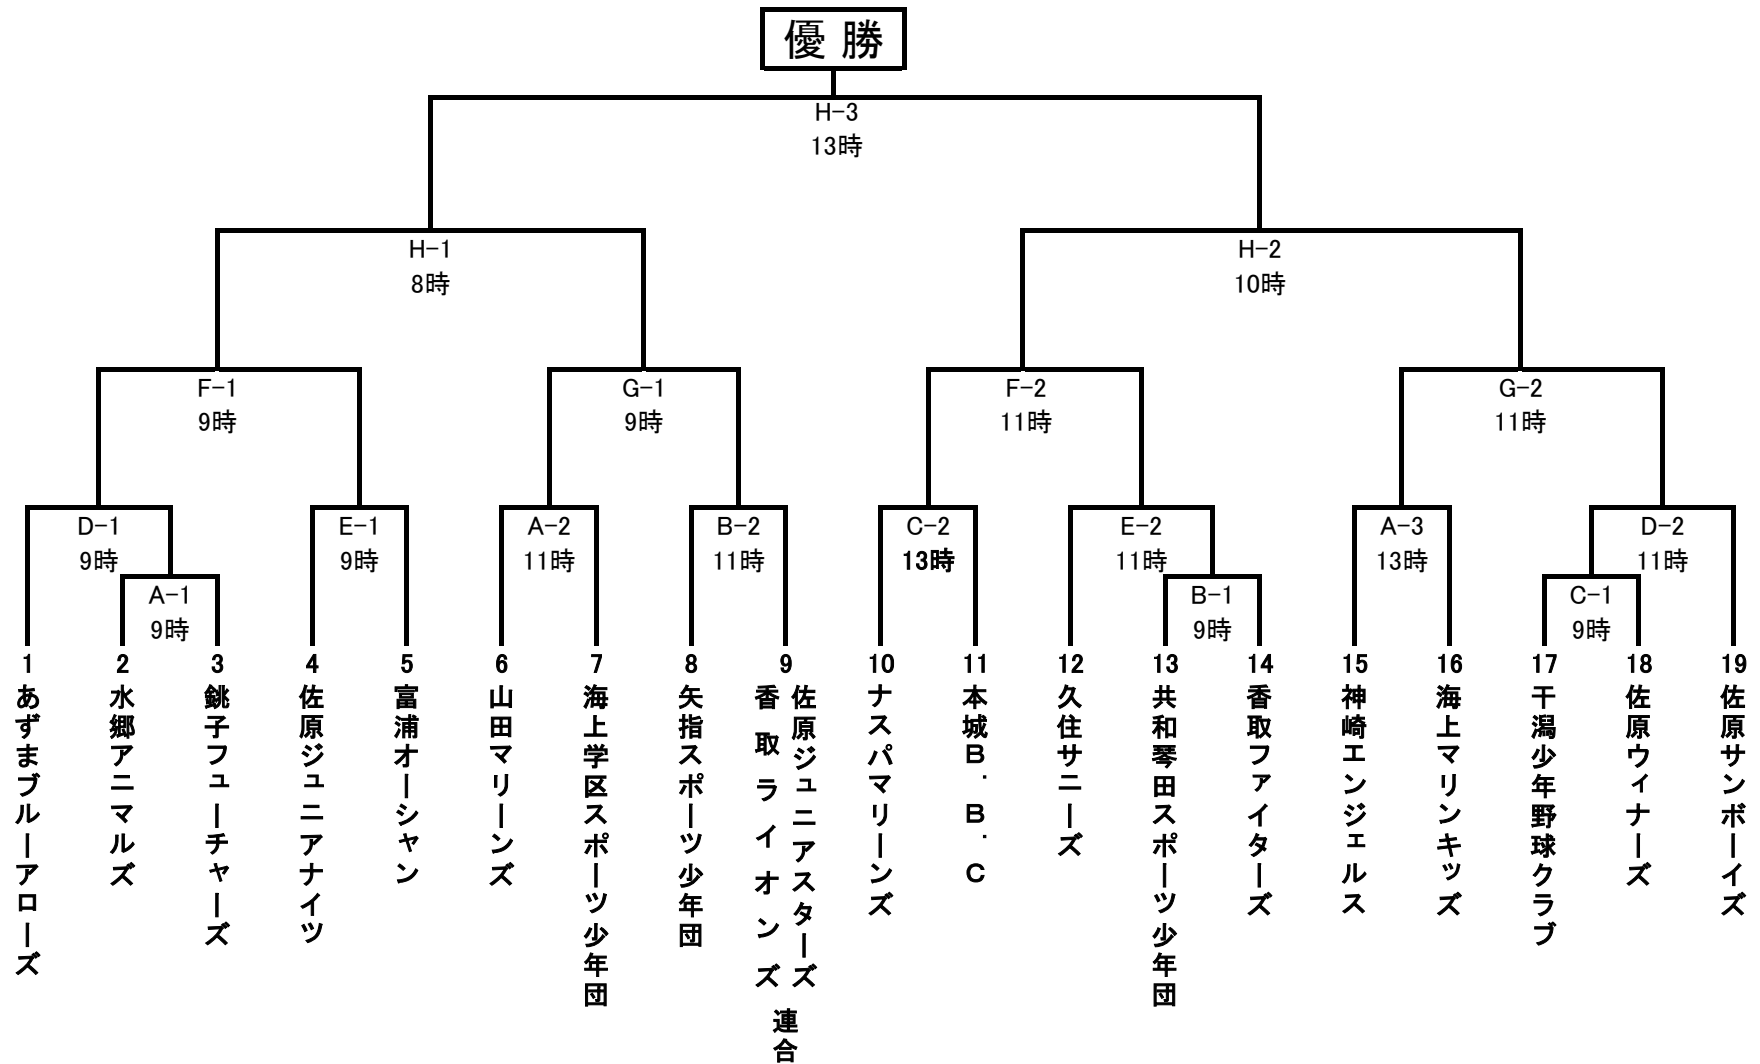 優勝
H-3
13時
H-1
8時
H-2
10時
F-1
9時
G-1
9時
F-2
11時
G-2
11時
D-1
9時
E-1
9時
A-2
11時
B-2
11時
C-2
13時
E-2
11時
A-3
13時
D-2
11時
A-1
9時
B-1
9時
C-1
9時
1
あずまブルーアローズ
2
水郷アニマルズ
3
銚子フューチャーズ
4
佐原ジュニアナイツ
5
富浦オーシャン
6
山田マリーンズ
7
海上学区スポーツ少年団
8
矢指スポーツ少年団
9
佐原ジュニアスターズ
香取ライオンズ
連合
10
ナスパマリーンズ
11
本城B.B.C
12
久住サニーズ
13
共和琴田スポーツ少年団
14
香取ファイターズ
15
神崎エンジェルス
16
海上マリンキッズ
17
干潟少年野球クラブ
18
佐原ウィナーズ
19
佐原サンボーイズ